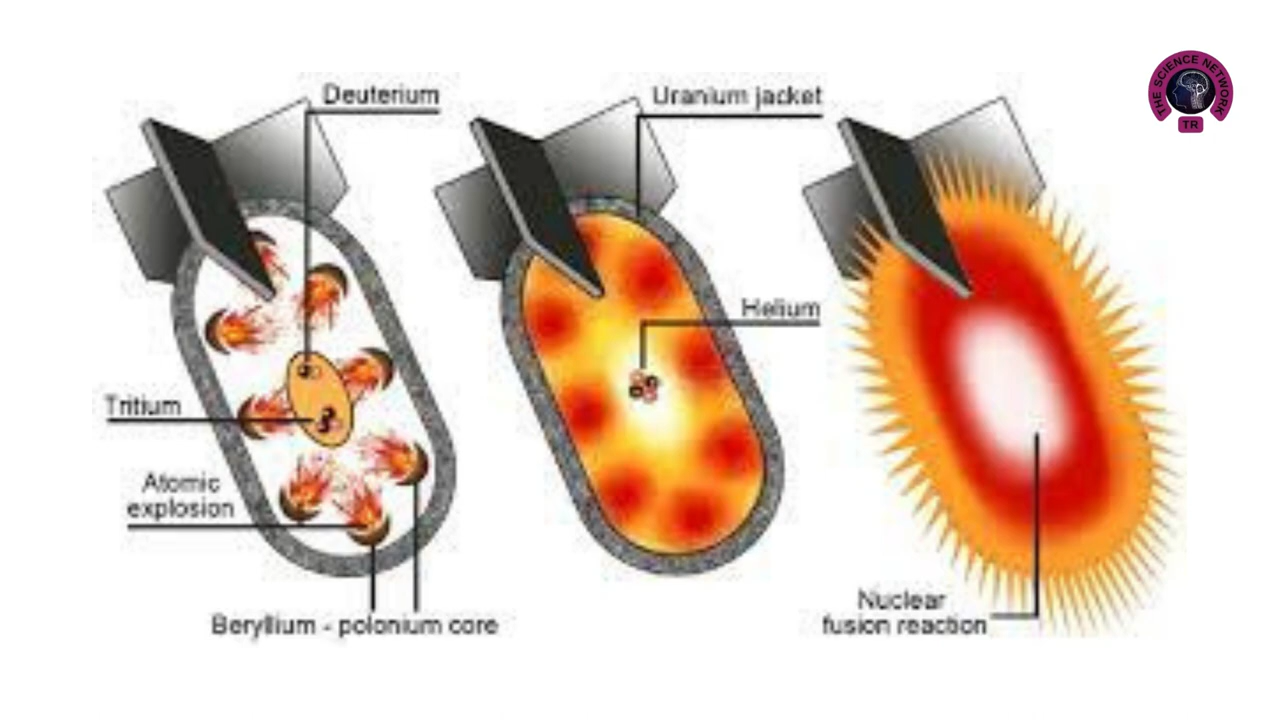 Deuterium
Uranium jacket
THE SCIENCE NETWORK
TR
Helium
Tritium
Atomic
explosion
Nuclear
fusion reaction
Beryllium - polonium core